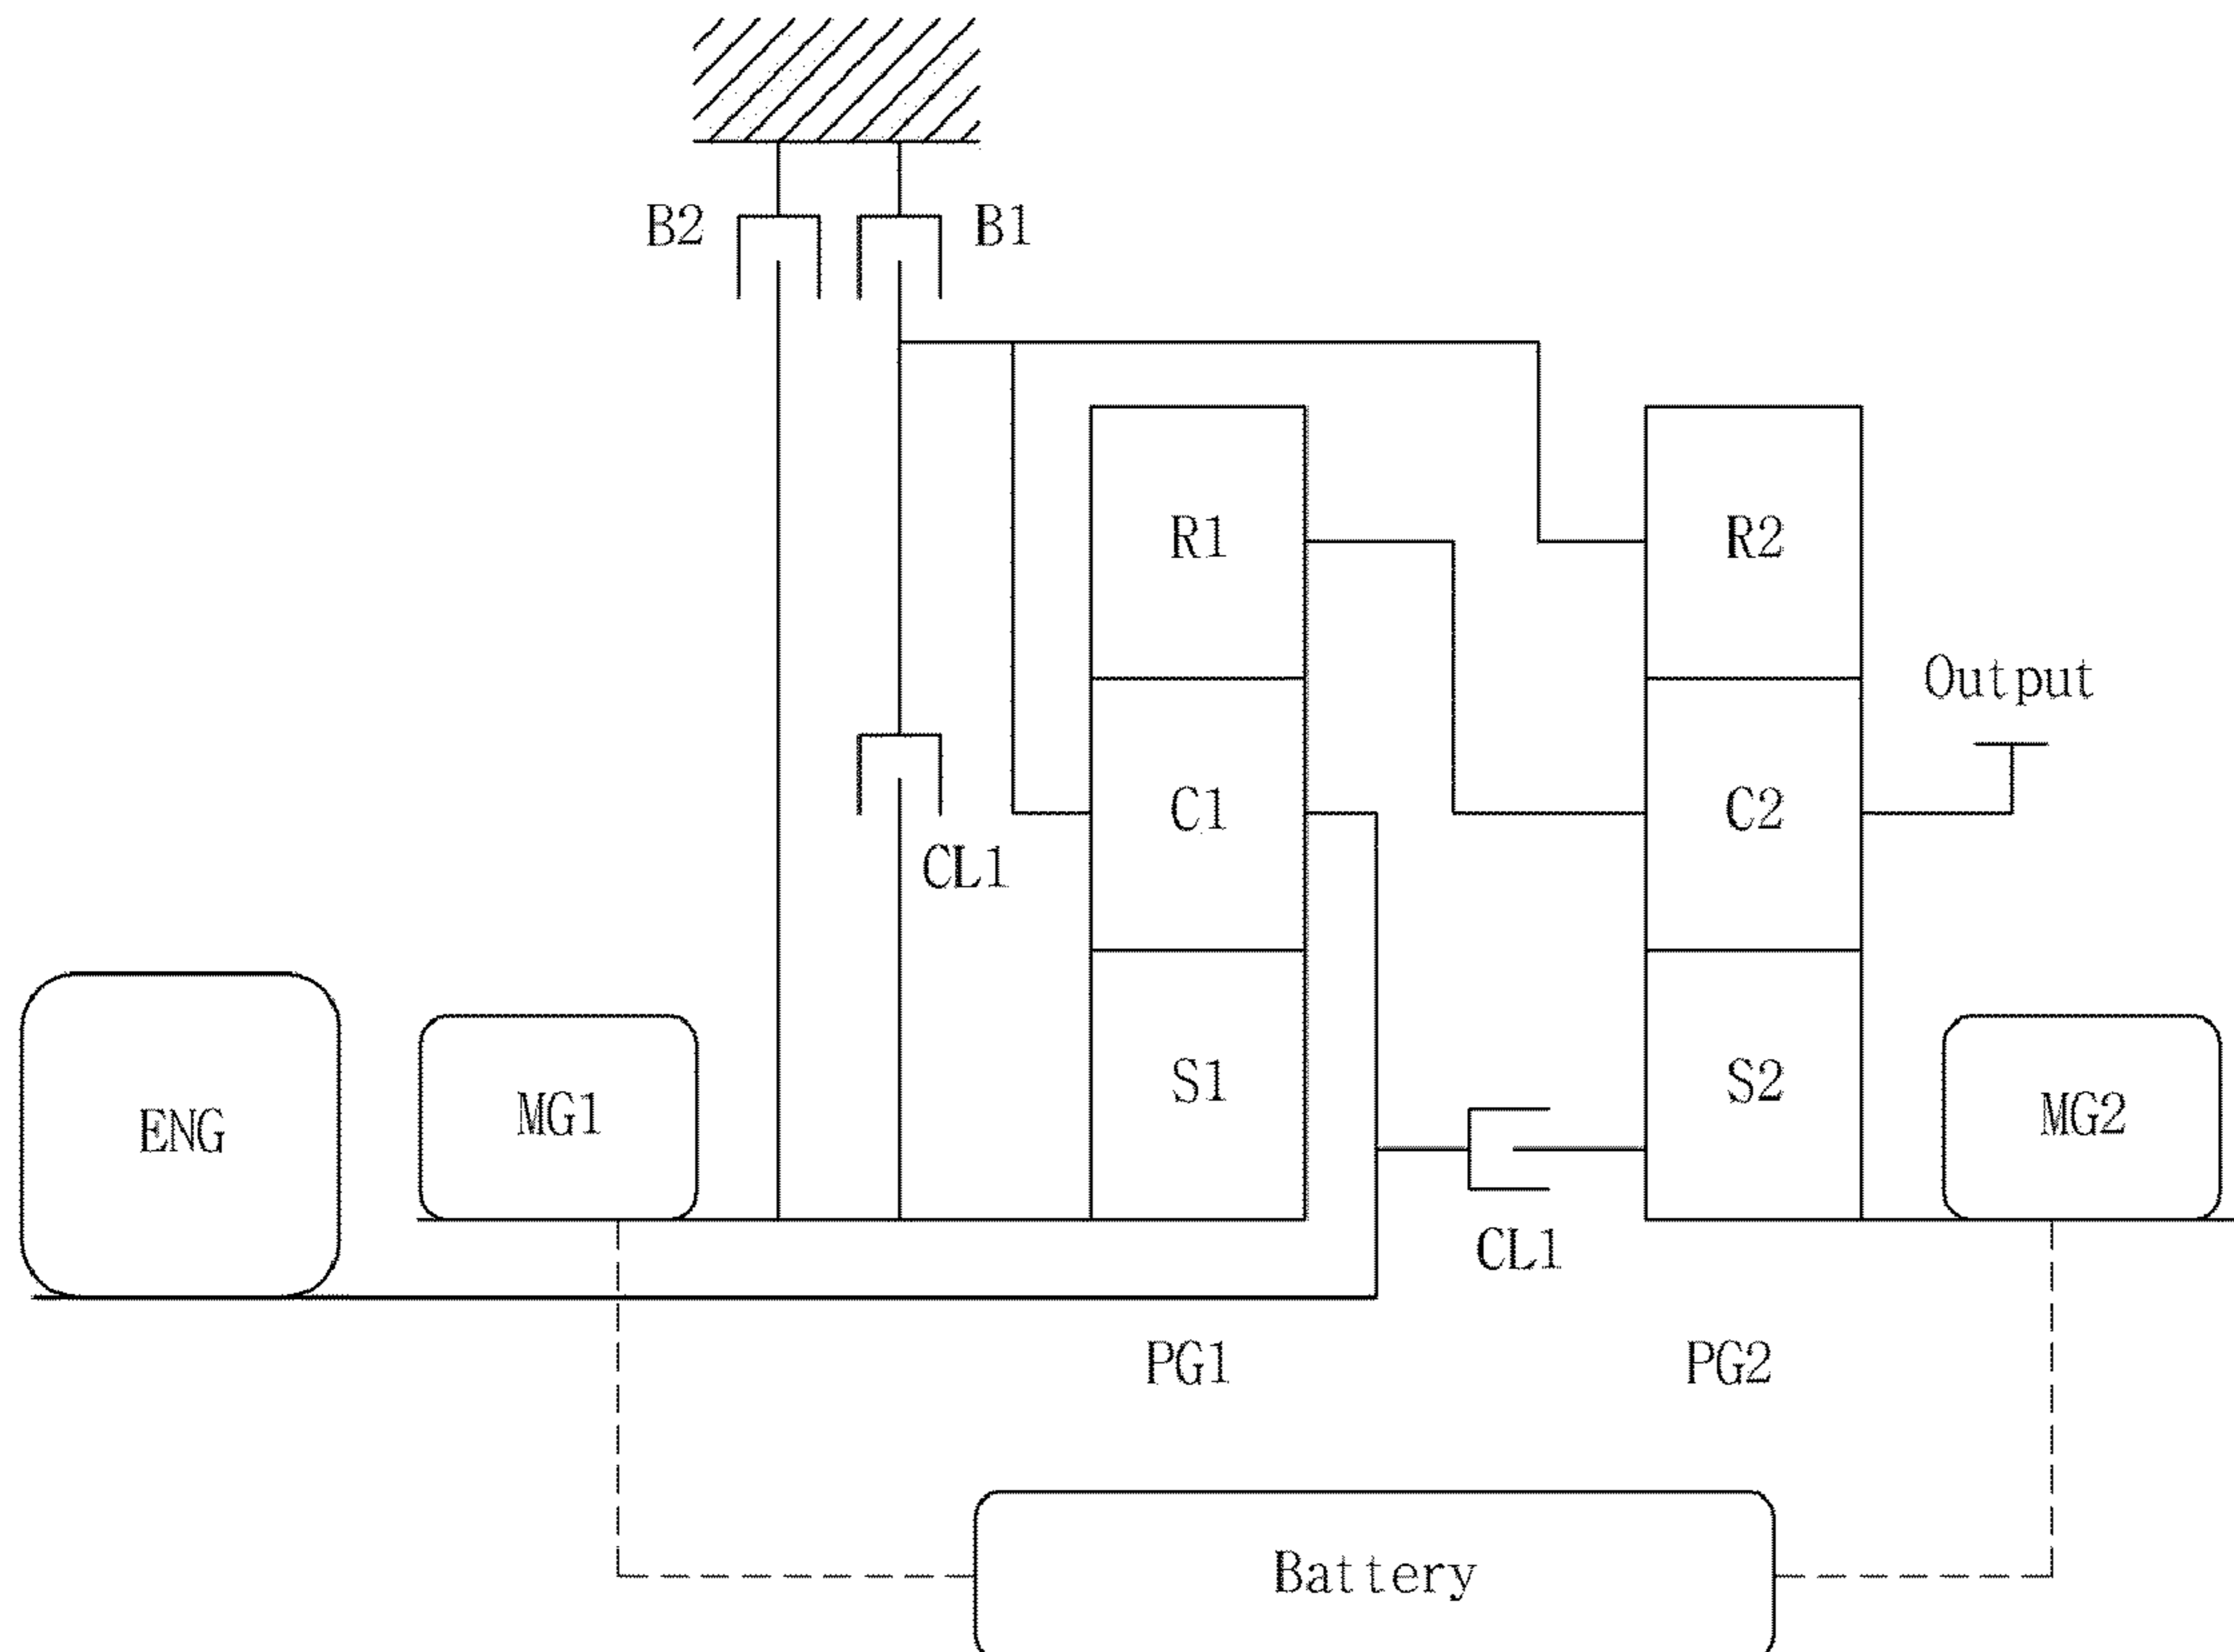 B2
B1
R1
R2
Output
C1
C2
CL1
S1
S2
ENG
MG1
MG2
CL1
PG1
PG2
Battery